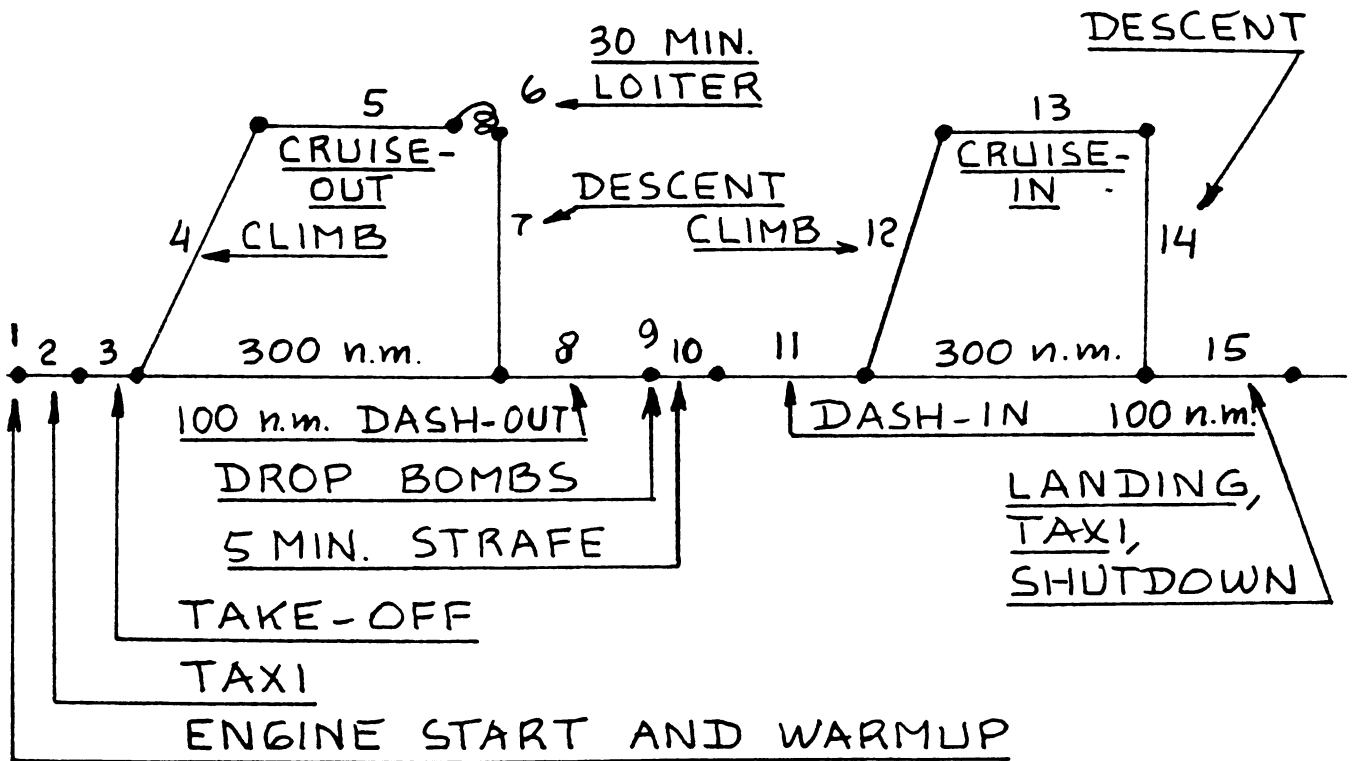 30 MIN.
LOITER
DESCENT
5
6
13
CRUISE-
OUT
CRUISE-
IN
DESCENT
4
CLIMB
7
CLIMB
12
14
1
2
3
300 n.m.
8
9
10
11
300 n.m.
15
100 n.m. DASH-OUT
DASH-IN 100 n.m.
DROP BOMBS
5 MIN. STRAFE
LANDING,
TAXI,
SHUTDOWN
TAKE-OFF
TAXI
ENGINE START AND WARMUP